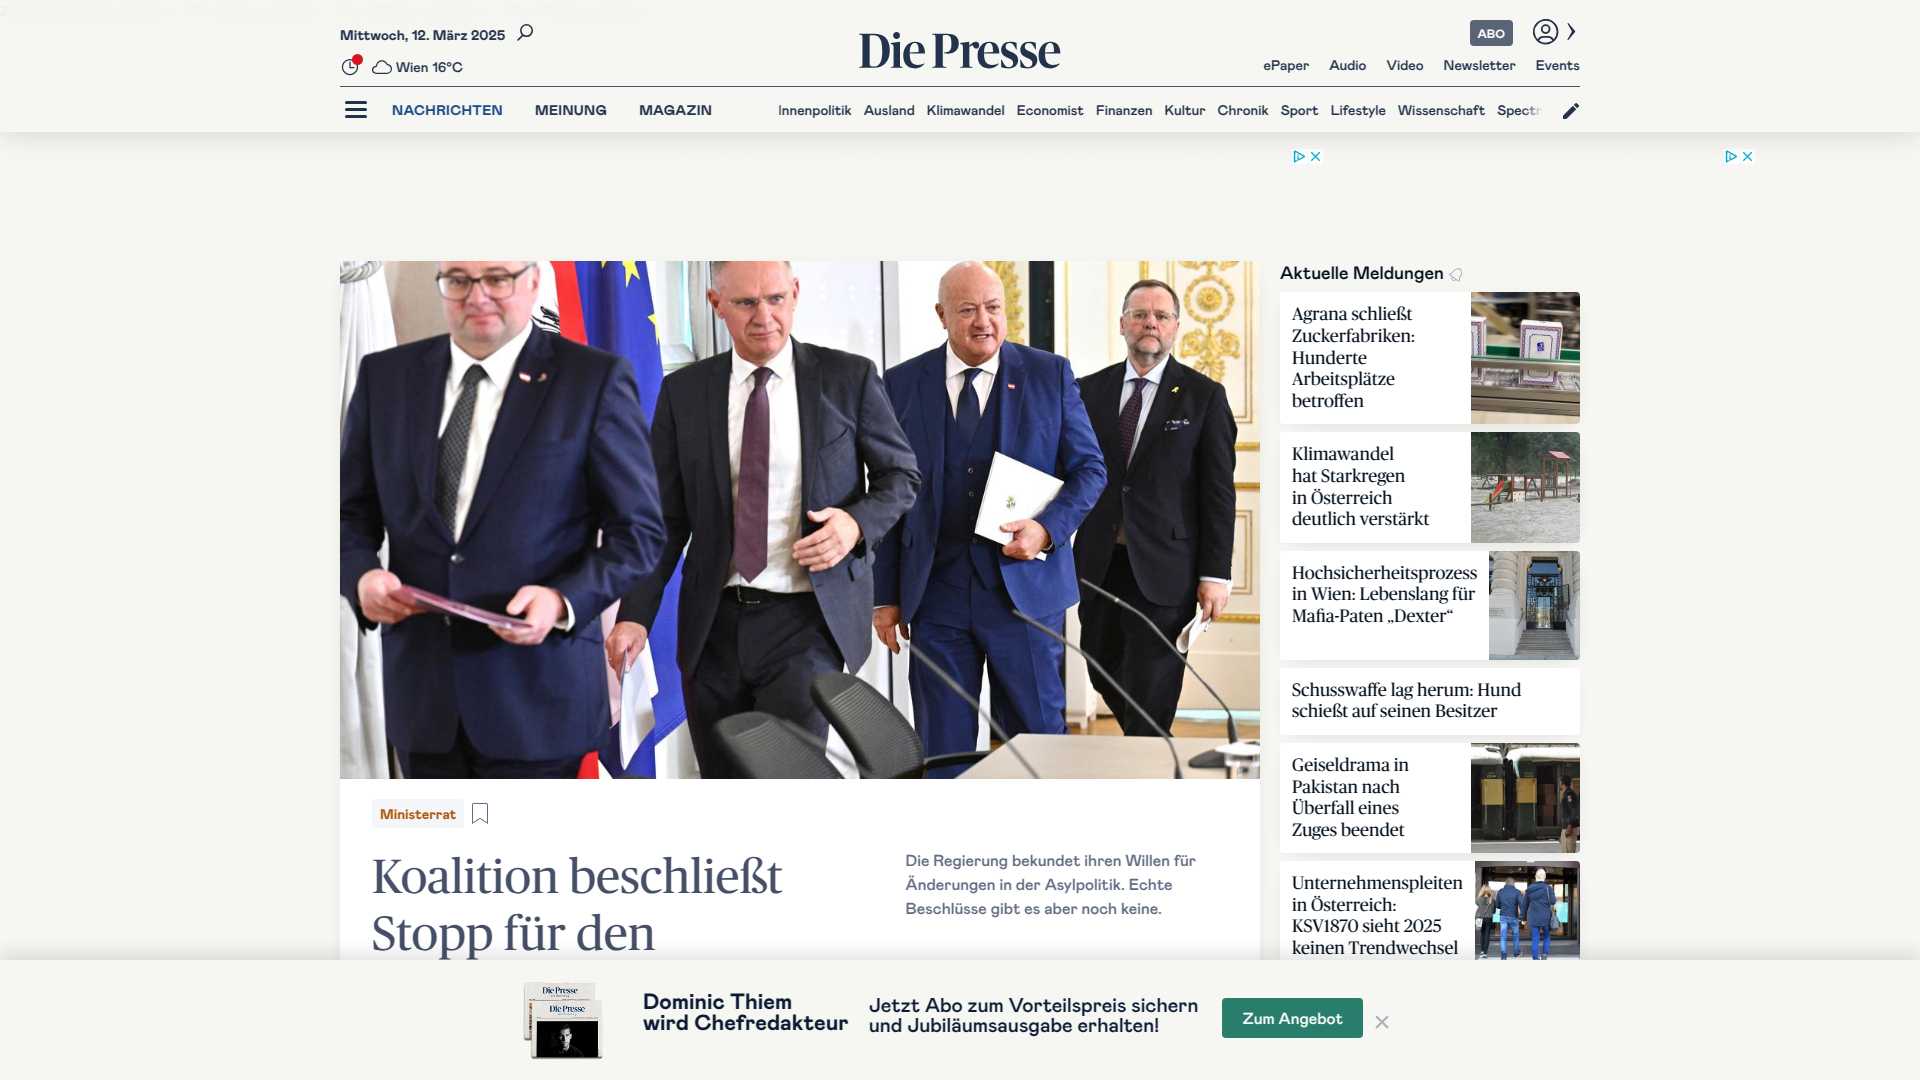 Mittwoch, 12. März 2025
Wien 16°C
Die Presse
ABO
ePaper Audio Video Newsletter Events
NACHRICHTEN MEINUNG MAGAZIN
Innenpolitik Ausland Klimawandel Economist Finanzen Kultur Chronik Sport Lifestyle Wissenschaft Spectr
Aktuelle Meldungen
Agrana schließt
Zuckerfabriken:
Hunderte
Arbeitsplätze
betroffen
Klimawandel
hat Starkregen
in Österreich
deutlich verstärkt
Hochsicherheitsprozess
in Wien: Lebenslang für
Mafia-Paten „Dexter“
Schusswaffe lag herum: Hund
schießt auf seinen Besitzer
Geiseldrama in
Pakistan nach
Überfall eines
Zuges beendet
Unternehmenspleiten
in Österreich:
KSV1870 sieht 2025
keinen Trendwechsel
Ministerrat
Koalition beschließt
Stopp für den
Die Regierung bekundet ihren Willen für
Änderungen in der Asylpolitik. Echte
Beschlüsse gibt es aber noch keine.
Die Presse
Die Presse
Dominic Thiem
wird Chefredakteur
Jetzt Abo zum Vorteilspreis sichern
und Jubiläumsausgabe erhalten!
Zum Angebot